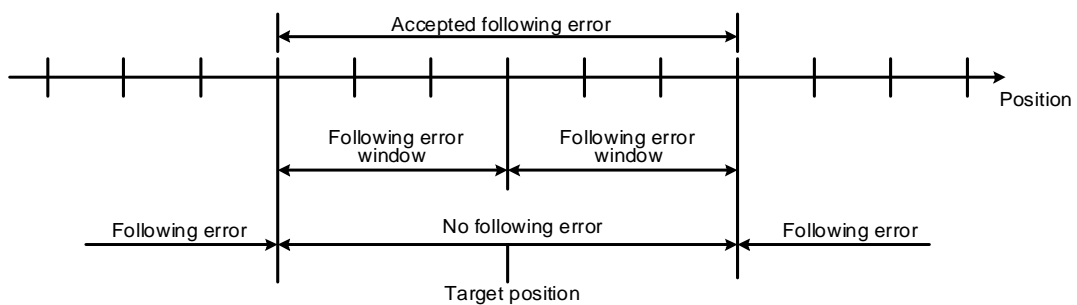 Accepted following error
Position
Following error
window
Following error
window
Following error
No following error
Following error
Target position